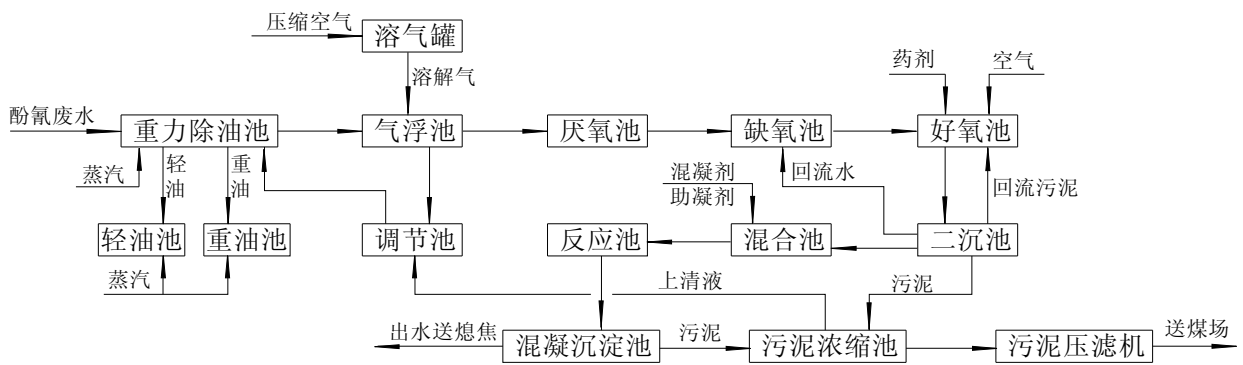 压缩空气
溶气罐
溶解气
药剂
空气
酚氰废水
重力除油池
气浮池
厌氧池
缺氧池
好氧池
蒸汽
轻油
重油
混凝剂
助凝剂
回流水
回流污泥
轻油池
重油池
调节池
反应池
混合池
二沉池
蒸汽
上清液
污泥
出水送熄焦
混凝沉淀池
污泥
污泥浓缩池
污泥压滤机
送煤场